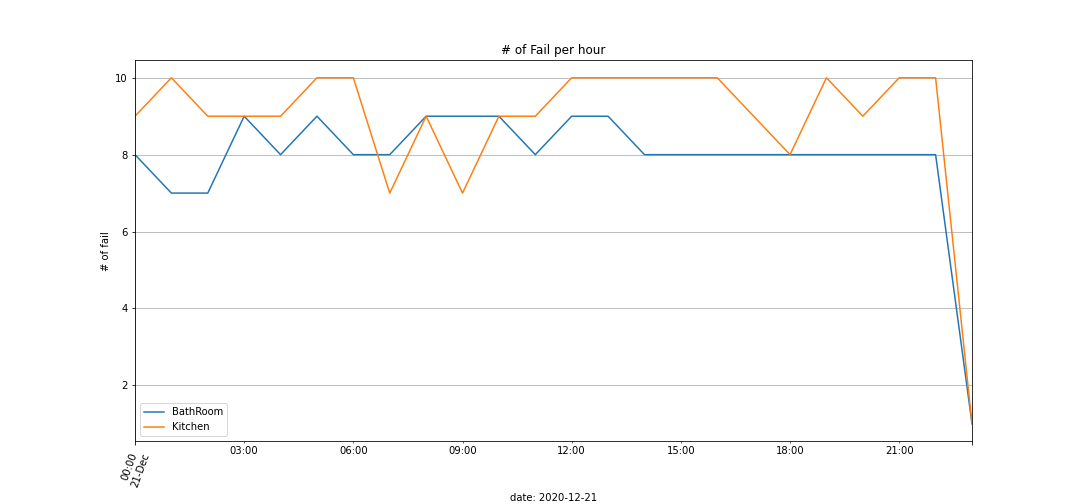 # of Fail per hour
# of fail
10
8
6
4
2
BathRoom
Kitchen
00:00
21-Dec
03:00
06:00
09:00
12:00
15:00
18:00
21:00
date: 2020-12-21